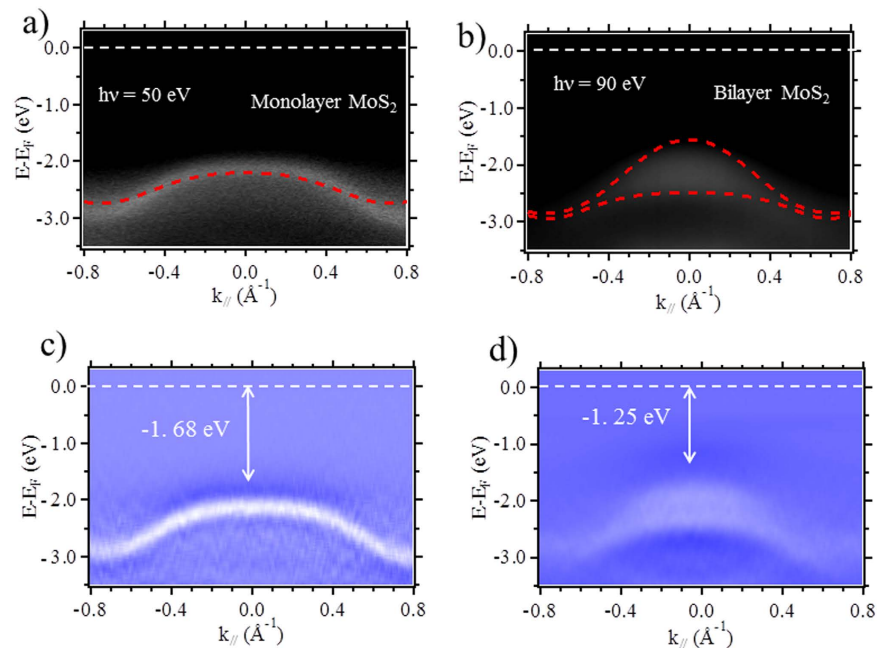 a)
0.0
-1.0
-2.0
-3.0
E-E_F (eV)
hν = 50 eV
Monolayer MoS₂
-0.8 -0.4 0.0 0.4 0.8
k_// (Å⁻¹)
b)
0.0
-1.0
-2.0
-3.0
E-E_F (eV)
hν = 90 eV
Bilayer MoS₂
-0.8 -0.4 0.0 0.4 0.8
k_// (Å⁻¹)
c)
0.0
-1.0
-2.0
-3.0
E-E_F (eV)
-1. 68 eV
-0.8 -0.4 0.0 0.4 0.8
k_// (Å⁻¹)
d)
0.0
-1.0
-2.0
-3.0
E-E_F (eV)
-1. 25 eV
-0.8 -0.4 0.0 0.4 0.8
k_// (Å⁻¹)